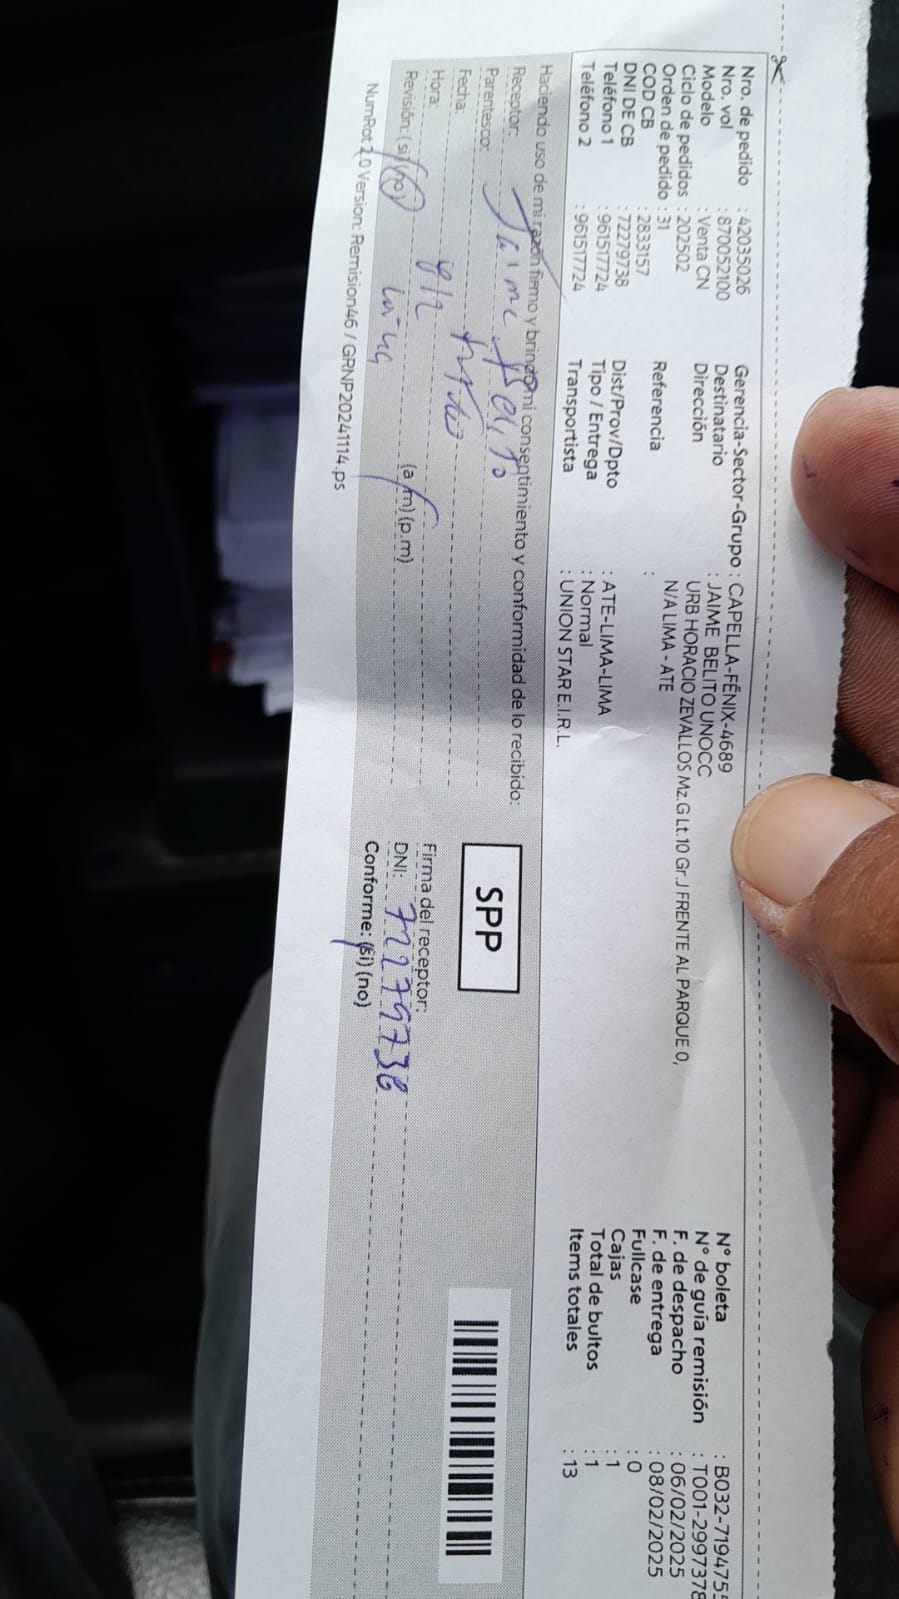 Nro. de pedido : 42035026
Nro. vol : 870052100
Modelo : Venta CN
Ciclo de pedidos : 202502
Orden de pedido : 31
COD CB : 2833157
DNI DE CB : 72279738
Teléfono 1 : 961517724
Teléfono 2 : 961517724
Gerencia-Sector-Grupo : CAPELLA-FÉNIX-4689
Destinatario : JAIME BELITO UNOCC
Dirección URB HORACIO ZEVALLOS Mz.G Lt.10 Gr.J FRENTE AL PARQUE 0,
N/A LIMA - ATE
Referencia :
Dist/Prov/Dpto : ATE-LIMA-LIMA
Tipo / Entrega : Normal
Transportista : UNION STAR E.I.R.L.
N° boleta : B032-719475
N° de guía remisión : T001-2997378
F. de despacho : 06/02/2025
F. de entrega : 08/02/2025
Fullcase : 0
Cajas : 1
Total de bultos : 1
Items totales : 13
Haciendo uso de mi razón firmo y brindo mi consentimiento y conformidad de lo recibido:
Receptor: Jaime Belito
Parentesco:
Fecha: 8/2
Hora: (a.m) (p.m)
Revisión: (si) (no)
NumRot 2.0 Version: Remision46 / GRNP20241114.ps
SPP
Firma del receptor:
DNI: 72279738
Conforme: (si) (no)